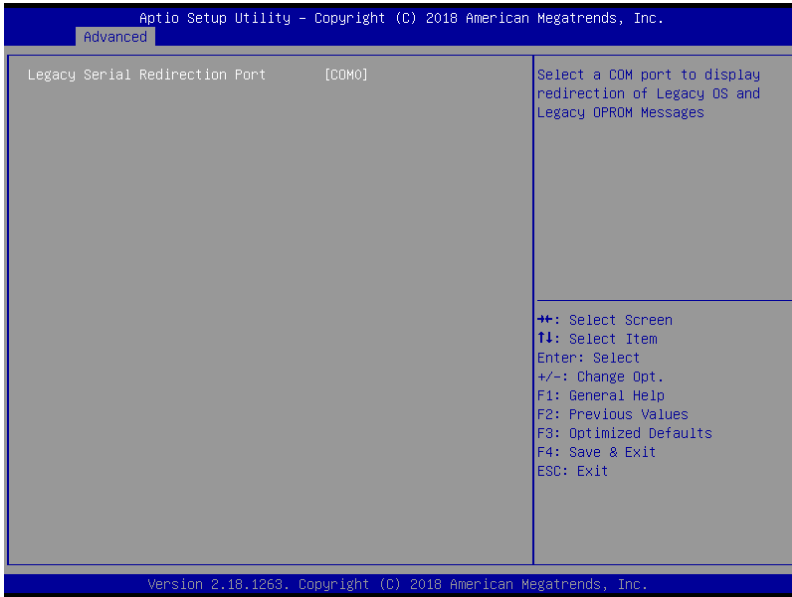 Aptio Setup Utility – Copyright (C) 2018 American Megatrends, Inc.
Advanced
Legacy Serial Redirection Port [COM0]
Select a COM port to display
redirection of Legacy OS and
Legacy OPROM Messages
→←: Select Screen
↑↓: Select Item
Enter: Select
+/-: Change Opt.
F1: General Help
F2: Previous Values
F3: Optimized Defaults
F4: Save & Exit
ESC: Exit
Version 2.18.1263. Copyright (C) 2018 American Megatrends, Inc.